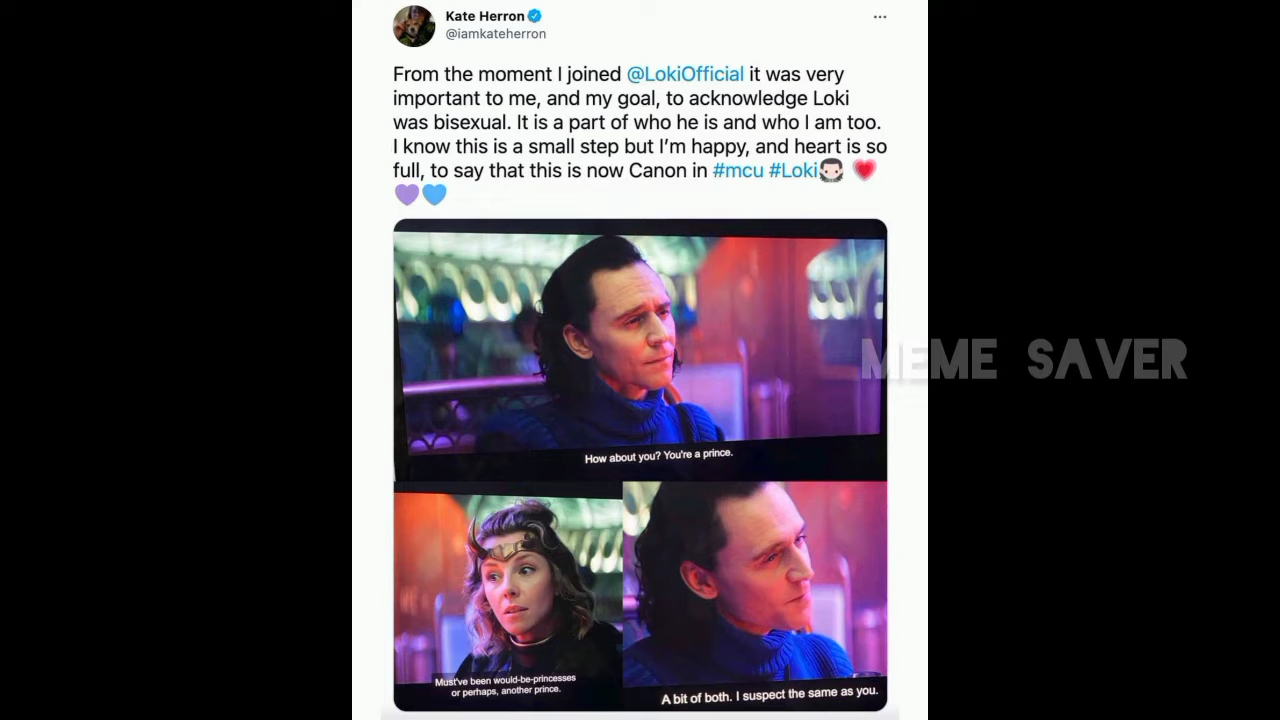 Kate Herron
@iamkateherron
From the moment I joined @LokiOfficial it was very
important to me, and my goal, to acknowledge Loki
was bisexual. It is a part of who he is and who I am too.
I know this is a small step but I’m happy, and heart is so
full, to say that this is now Canon in #mcu #Loki
How about you? You're a prince.
Must've been would-be-princesses
or perhaps, another prince.
A bit of both. I suspect the same as you.
MEME SAVER